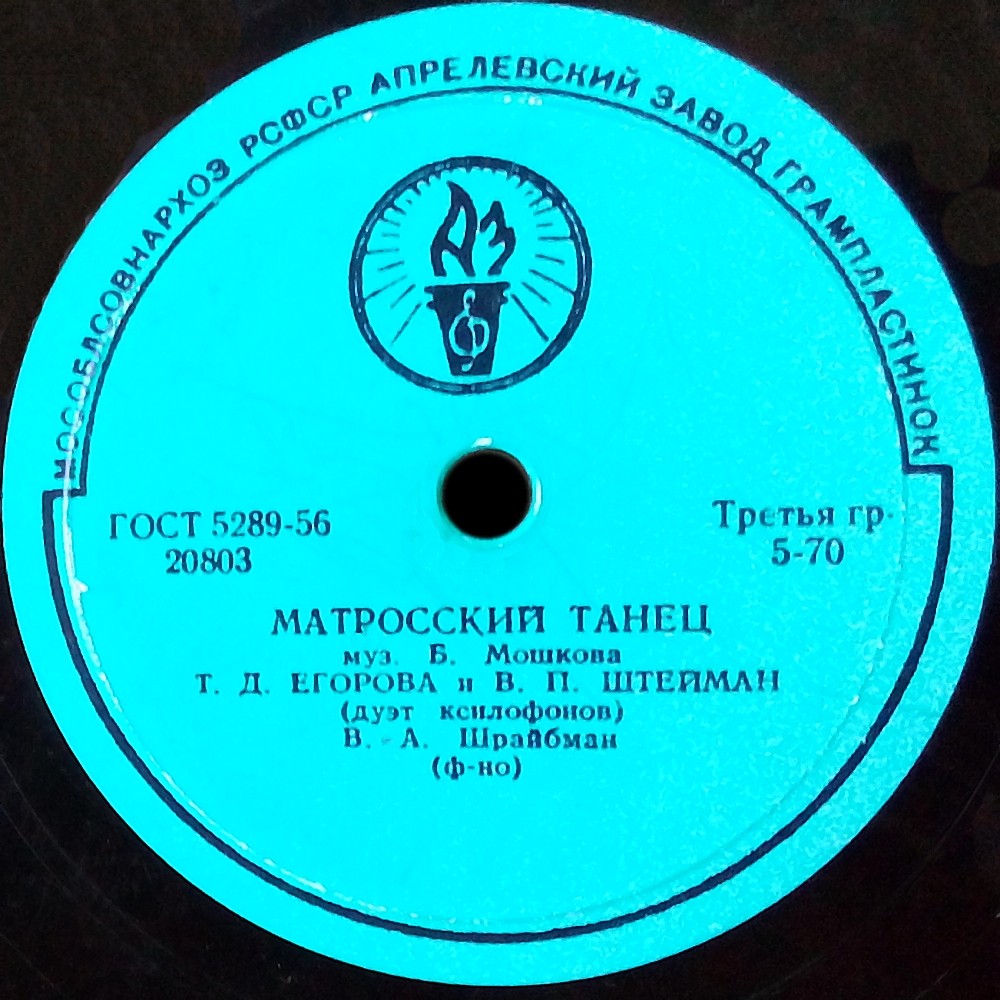 МОСОБЛСОВНАРХОЗ РСФСР АПРЕЛЕВСКИЙ ЗАВОД ГРАМПЛАСТИНОК
ГОСТ 5289-56
20803
Третья гр.
5-70
МАТРОССКИЙ ТАНЕЦ
муз. Б. Мошкова
Т. Д. ЕГОРОВА и В. П. ШТЕЙМАН
(дуэт ксилофонов)
В. А. Шрайбман
(ф-но)